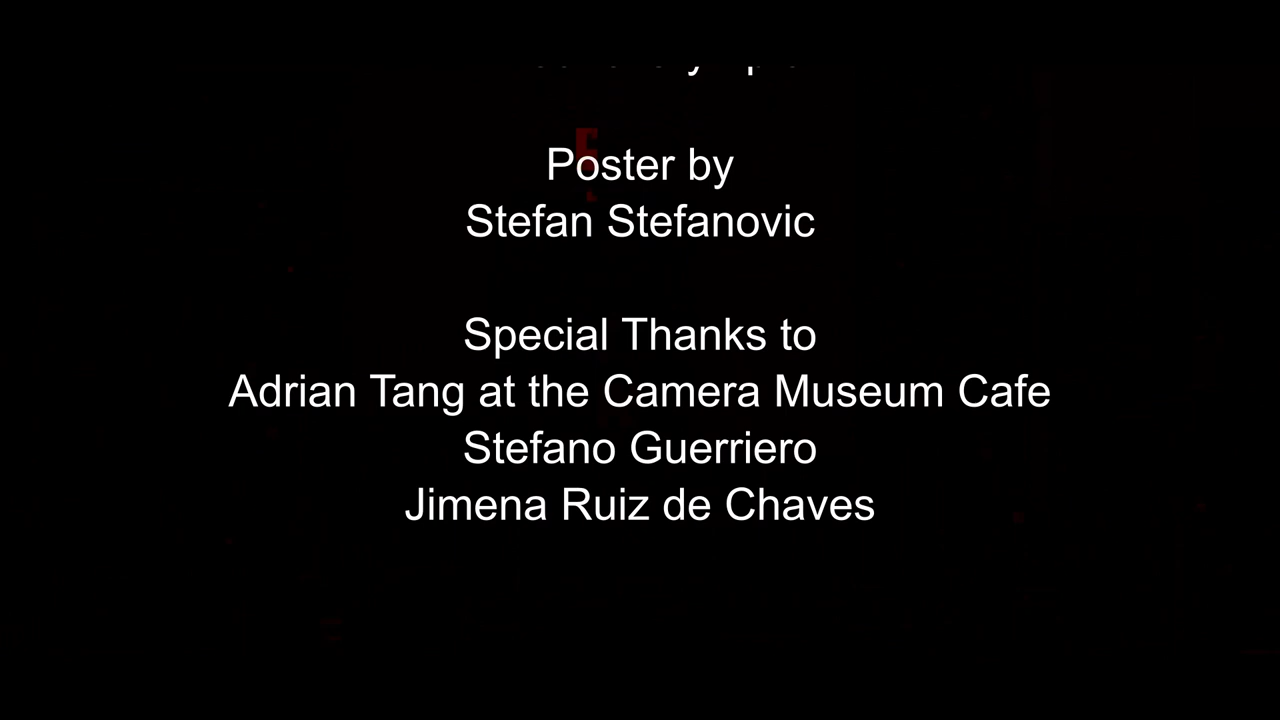 Poster by
Stefan Stefanovic
Special Thanks to
Adrian Tang at the Camera Museum Cafe
Stefano Guerriero
Jimena Ruiz de Chaves